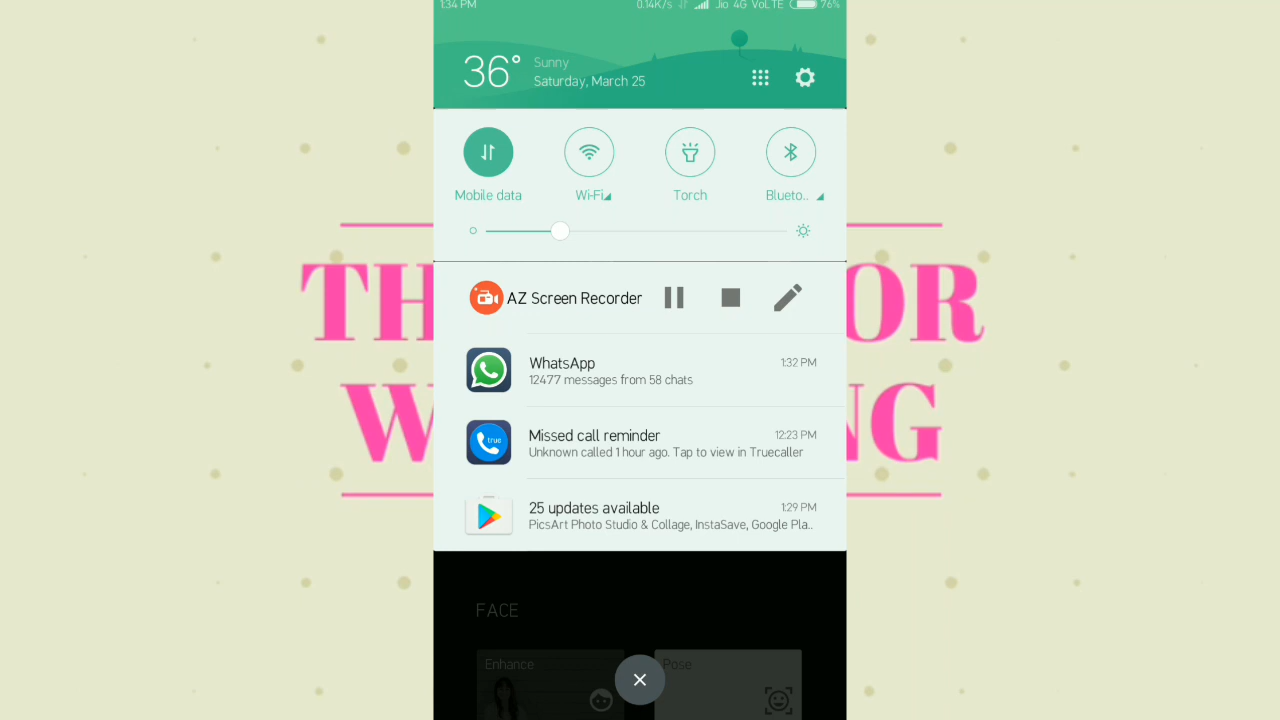 1:34 PM 0.14K/s Jio 4G VoLTE 76%
36° Sunny
Saturday, March 25
Mobile data Wi-Fi Torch Blueto..
TH OR
AZ Screen Recorder
WhatsApp 1:32 PM
12477 messages from 58 chats
W NG
true
Missed call reminder 12:23 PM
Unknown called 1 hour ago. Tap to view in Truecaller
25 updates available 1:29 PM
PicsArt Photo Studio & Collage, InstaSave, Google Pla..
FACE
Enhance Pose